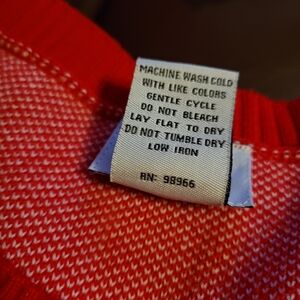 MACHINE WASH COLD
WITH LIKE COLORS
GENTLE CYCLE
DO NOT BLEACH
LAY FLAT TO DRY
DO NOT TUMBLE DRY
LOW IRON
RN: 98966